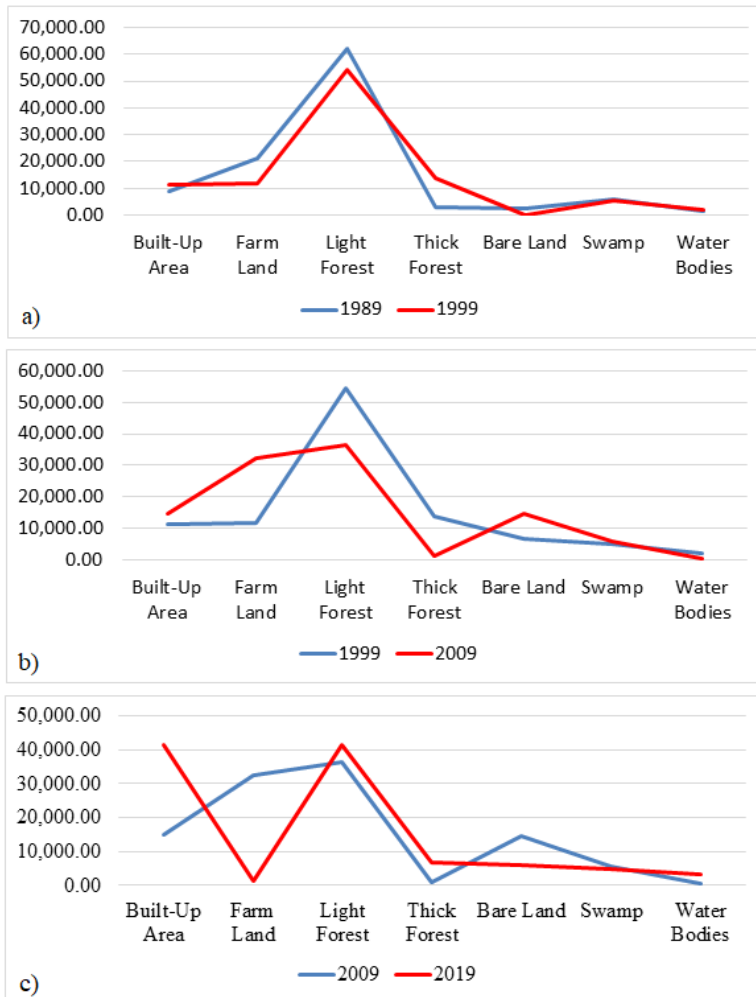 70,000.00
60,000.00
50,000.00
40,000.00
30,000.00
20,000.00
10,000.00
0.00
Built-Up Farm Light Thick Bare Land Swamp Water
Area Land Forest Forest Bodies
1989 1999
a)
60,000.00
50,000.00
40,000.00
30,000.00
20,000.00
10,000.00
0.00
Built-Up Farm Light Thick Bare Land Swamp Water
Area Land Forest Forest Bodies
1999 2009
b)
50,000.00
40,000.00
30,000.00
20,000.00
10,000.00
0.00
Built-Up Farm Light Thick Bare Land Swamp Water
Area Land Forest Forest Bodies
2009 2019
c)